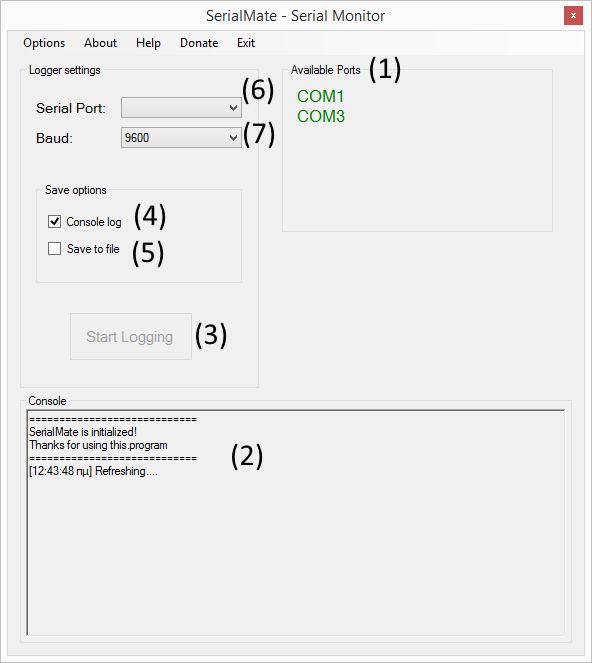 SerialMate - Serial Monitor
x
Options About Help Donate Exit
Logger settings
Serial Port: (6)
Baud: 9600 (7)
Save options
Console log (4)
Save to file (5)
Start Logging (3)
Available Ports (1)
COM1
COM3
Console
============================
SerialMate is initialized!
Thanks for using this.program
============================
[12:43:48 πμ] Refreshing.... (2)